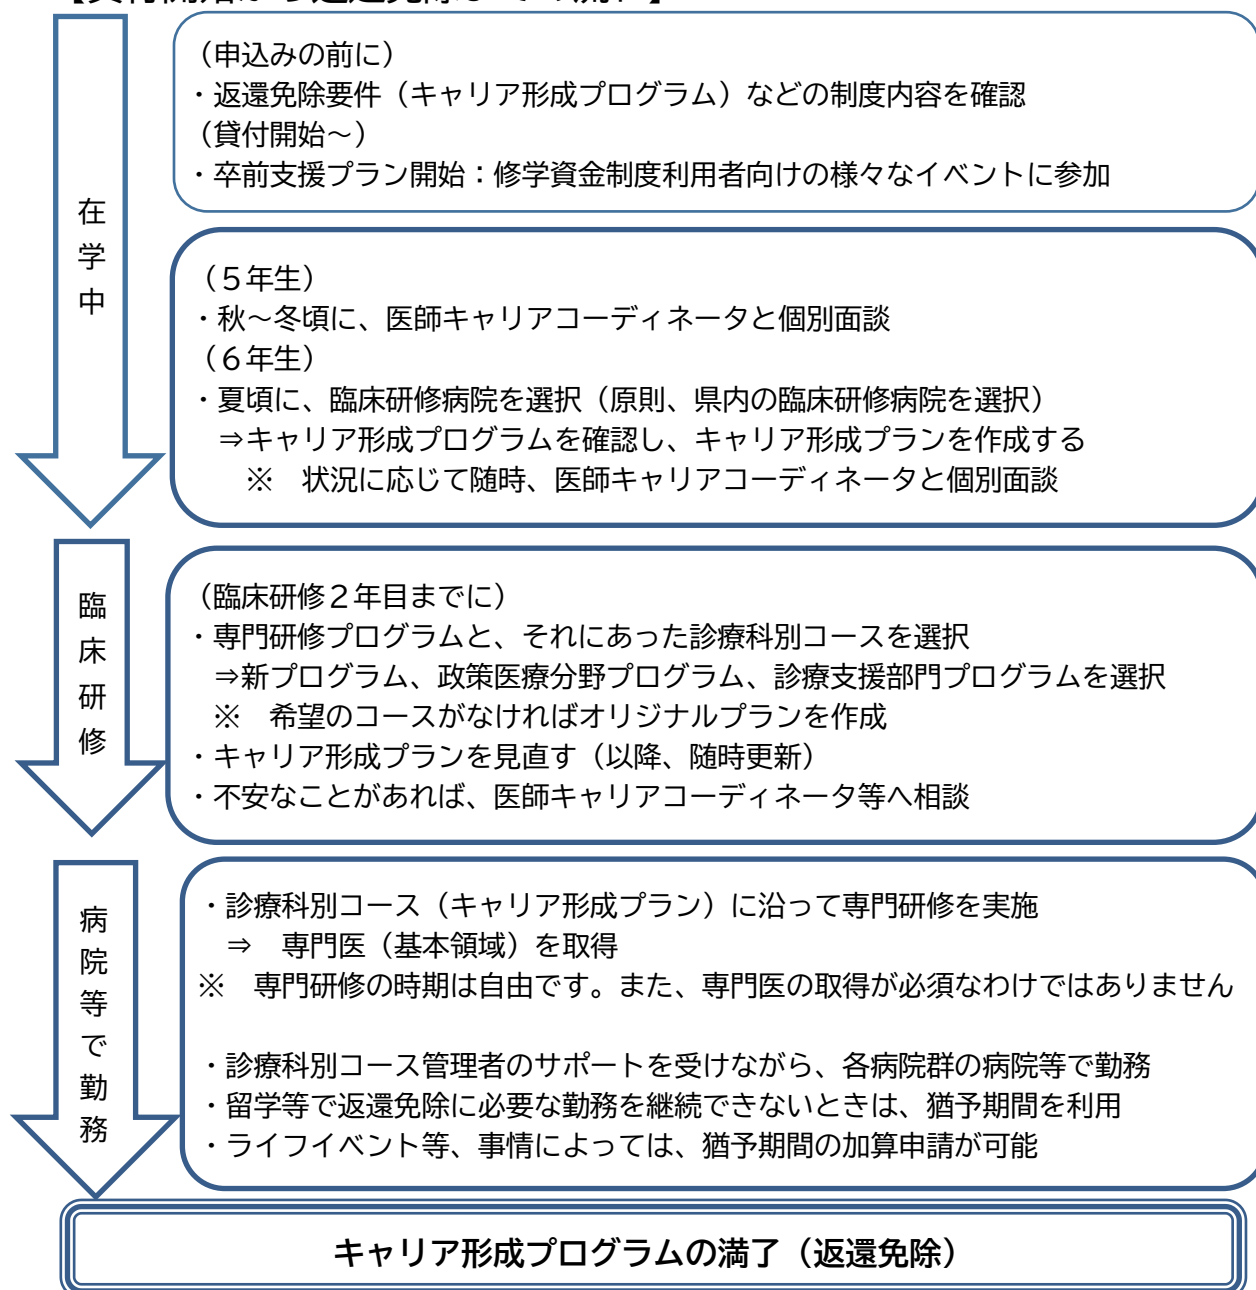 （申込みの前に）
・返還免除要件（キャリア形成プログラム）などの制度内容を確認
（貸付開始～）
・卒前支援プラン開始：修学資金制度利用者向けの様々なイベントに参加
在学中
（５年生）
・秋～冬頃に、医師キャリアコーディネータと個別面談
（６年生）
・夏頃に、臨床研修病院を選択（原則、県内の臨床研修病院を選択）
⇒キャリア形成プログラムを確認し、キャリア形成プランを作成する
※　状況に応じて随時、医師キャリアコーディネータと個別面談
臨床研修
（臨床研修２年目までに）
・専門研修プログラムと、それにあった診療科別コースを選択
⇒新プログラム、政策医療分野プログラム、診療支援部門プログラムを選択
※　希望のコースがなければオリジナルプランを作成
・キャリア形成プランを見直す（以降、随時更新）
・不安なことがあれば、医師キャリアコーディネータ等へ相談
病院等で勤務
・診療科別コース（キャリア形成プラン）に沿って専門研修を実施
⇒　専門医（基本領域）を取得
※　専門研修の時期は自由です。また、専門医の取得が必須なわけではありません
・診療科別コース管理者のサポートを受けながら、各病院群の病院等で勤務
・留学等で返還免除に必要な勤務を継続できないときは、猶予期間を利用
・ライフイベント等、事情によっては、猶予期間の加算申請が可能
キャリア形成プログラムの満了（返還免除）